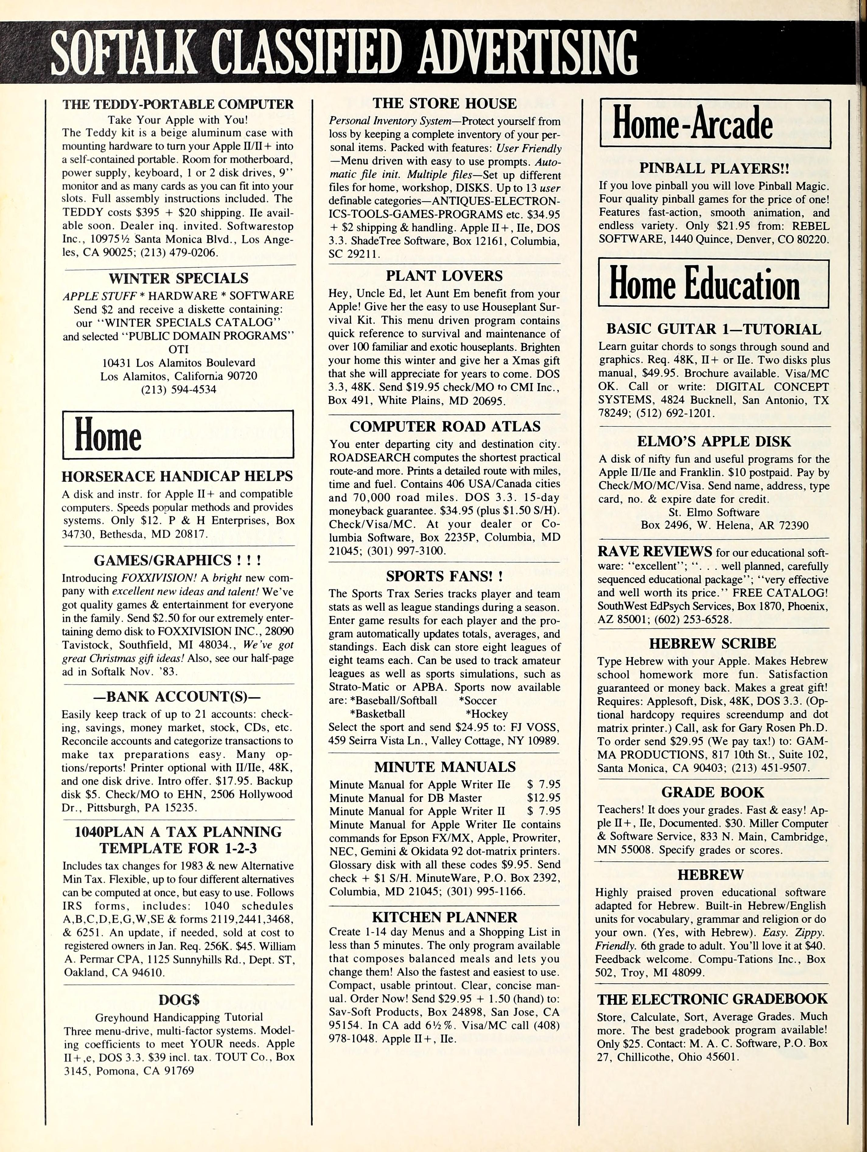 SOFTALK CLASSIFIED ADVERTISING
THE TEDDY-PORTABLE COMPUTER
Take Your Apple with You!
The Teddy kit is a beige aluminum case with
mounting hardware to turn your Apple II/II+ into
a self-contained portable. Room for motherboard,
power supply, keyboard, 1 or 2 disk drives, 9''
monitor and as many cards as you can fit into your
slots. Full assembly instructions included. The
TEDDY costs $395 + $20 shipping. IIe avail-
able soon. Dealer inq. invited. Softwarestop
Inc., 10975½ Santa Monica Blvd., Los Ange-
les, CA 90025; (213) 479-0206.
WINTER SPECIALS
APPLE STUFF * HARDWARE * SOFTWARE
Send $2 and receive a diskette containing:
our ''WINTER SPECIALS CATALOG''
and selected ''PUBLIC DOMAIN PROGRAMS''
OTI
10431 Los Alamitos Boulevard
Los Alamitos, California 90720
(213) 594-4534
Home
HORSERACE HANDICAP HELPS
A disk and instr. for Apple II+ and compatible
computers. Speeds popular methods and provides
systems. Only $12. P & H Enterprises, Box
34730, Bethesda, MD 20817.
GAMES/GRAPHICS ! ! !
Introducing FOXXIVISION! A bright new com-
pany with excellent new ideas and talent! We've
got quality games & entertainment for everyone
in the family. Send $2.50 for our extremely enter-
taining demo disk to FOXXIVISION INC., 28090
Tavistock, Southfield, MI 48034., We've got
great Christmas gift ideas! Also, see our half-page
ad in Softalk Nov. '83.
—BANK ACCOUNT(S)—
Easily keep track of up to 21 accounts: check-
ing, savings, money market, stock, CDs, etc.
Reconcile accounts and categorize transactions to
make tax preparations easy. Many op-
tions/reports! Printer optional with II/IIe, 48K,
and one disk drive. Intro offer. $17.95. Backup
disk $5. Check/MO to EHN, 2506 Hollywood
Dr., Pittsburgh, PA 15235.
1040PLAN A TAX PLANNING
TEMPLATE FOR 1-2-3
Includes tax changes for 1983 & new Alternative
Min Tax. Flexible, up to four different alternatives
can be computed at once, but easy to use. Follows
IRS forms, includes: 1040 schedules
A,B,C,D,E,G,W,SE & forms 2119,2441,3468,
& 6251. An update, if needed, sold at cost to
registered owners in Jan. Req. 256K. $45. William
A. Permar CPA, 1125 Sunnyhills Rd., Dept. ST,
Oakland, CA 94610.
DOG$
Greyhound Handicapping Tutorial
Three menu-drive, multi-factor systems. Model-
ing coefficients to meet YOUR needs. Apple
II+,e, DOS 3.3. $39 incl. tax. TOUT Co., Box
3145, Pomona, CA 91769
THE STORE HOUSE
Personal Inventory System—Protect yourself from
loss by keeping a complete inventory of your per-
sonal items. Packed with features: User Friendly
—Menu driven with easy to use prompts. Auto-
matic file init. Multiple files—Set up different
files for home, workshop, DISKS. Up to 13 user
definable categories—ANTIQUES-ELECTRON-
ICS-TOOLS-GAMES-PROGRAMS etc. $34.95
+ $2 shipping & handling. Apple II+, IIe, DOS
3.3. ShadeTree Software, Box 12161, Columbia,
SC 29211.
PLANT LOVERS
Hey, Uncle Ed, let Aunt Em benefit from your
Apple! Give her the easy to use Houseplant Sur-
vival Kit. This menu driven program contains
quick reference to survival and maintenance of
over 100 familiar and exotic houseplants. Brighten
your home this winter and give her a Xmas gift
that she will appreciate for years to come. DOS
3.3, 48K. Send $19.95 check/MO to CMI Inc.,
Box 491, White Plains, MD 20695.
COMPUTER ROAD ATLAS
You enter departing city and destination city.
ROADSEARCH computes the shortest practical
route-and more. Prints a detailed route with miles,
time and fuel. Contains 406 USA/Canada cities
and 70,000 road miles. DOS 3.3. 15-day
moneyback guarantee. $34.95 (plus $1.50 S/H).
Check/Visa/MC. At your dealer or Co-
lumbia Software, Box 2235P, Columbia, MD
21045; (301) 997-3100.
SPORTS FANS! !
The Sports Trax Series tracks player and team
stats as well as league standings during a season.
Enter game results for each player and the pro-
gram automatically updates totals, averages, and
standings. Each disk can store eight leagues of
eight teams each. Can be used to track amateur
leagues as well as sports simulations, such as
Strato-Matic or APBA. Sports now available
are: *Baseball/Softball *Soccer
*Basketball *Hockey
Select the sport and send $24.95 to: FJ VOSS,
459 Seirra Vista Ln., Valley Cottage, NY 10989.
MINUTE MANUALS
Minute Manual for Apple Writer IIe $ 7.95
Minute Manual for DB Master $12.95
Minute Manual for Apple Writer II $ 7.95
Minute Manual for Apple Writer IIe contains
commands for Epson FX/MX, Apple, Prowriter,
NEC, Gemini & Okidata 92 dot-matrix printers.
Glossary disk with all these codes $9.95. Send
check + $1 S/H. MinuteWare, P.O. Box 2392,
Columbia, MD 21045; (301) 995-1166.
KITCHEN PLANNER
Create 1-14 day Menus and a Shopping List in
less than 5 minutes. The only program available
that composes balanced meals and lets you
change them! Also the fastest and easiest to use.
Compact, usable printout. Clear, concise man-
ual. Order Now! Send $29.95 + 1.50 (hand) to:
Sav-Soft Products, Box 24898, San Jose, CA
95154. In CA add 6½%. Visa/MC call (408)
978-1048. Apple II+, IIe.
Home-Arcade
PINBALL PLAYERS!!
If you love pinball you will love Pinball Magic.
Four quality pinball games for the price of one!
Features fast-action, smooth animation, and
endless variety. Only $21.95 from: REBEL
SOFTWARE, 1440 Quince, Denver, CO 80220.
Home Education
BASIC GUITAR 1—TUTORIAL
Learn guitar chords to songs through sound and
graphics. Req. 48K, II+ or IIe. Two disks plus
manual, $49.95. Brochure available. Visa/MC
OK. Call or write: DIGITAL CONCEPT
SYSTEMS, 4824 Bucknell, San Antonio, TX
78249; (512) 692-1201.
ELMO'S APPLE DISK
A disk of nifty fun and useful programs for the
Apple II/IIe and Franklin. $10 postpaid. Pay by
Check/MO/MC/Visa. Send name, address, type
card, no. & expire date for credit.
St. Elmo Software
Box 2496, W. Helena, AR 72390
RAVE REVIEWS for our educational soft-
ware: ''excellent''; ''. . . well planned, carefully
sequenced educational package''; ''very effective
and well worth its price.'' FREE CATALOG!
SouthWest EdPsych Services, Box 1870, Phoenix,
AZ 85001; (602) 253-6528.
HEBREW SCRIBE
Type Hebrew with your Apple. Makes Hebrew
school homework more fun. Satisfaction
guaranteed or money back. Makes a great gift!
Requires: Applesoft, Disk, 48K, DOS 3.3. (Op-
tional hardcopy requires screendump and dot
matrix printer.) Call, ask for Gary Rosen Ph.D.
To order send $29.95 (We pay tax!) to: GAM-
MA PRODUCTIONS, 817 10th St., Suite 102,
Santa Monica, CA 90403; (213) 451-9507.
GRADE BOOK
Teachers! It does your grades. Fast & easy! Ap-
ple II+, IIe, Documented. $30. Miller Computer
& Software Service, 833 N. Main, Cambridge,
MN 55008. Specify grades or scores.
HEBREW
Highly praised proven educational software
adapted for Hebrew. Built-in Hebrew/English
units for vocabulary, grammar and religion or do
your own. (Yes, with Hebrew). Easy. Zippy.
Friendly. 6th grade to adult. You'll love it at $40.
Feedback welcome. Compu-Tations Inc., Box
502, Troy, MI 48099.
THE ELECTRONIC GRADEBOOK
Store, Calculate, Sort, Average Grades. Much
more. The best gradebook program available!
Only $25. Contact: M. A. C. Software, P.O. Box
27, Chillicothe, Ohio 45601.